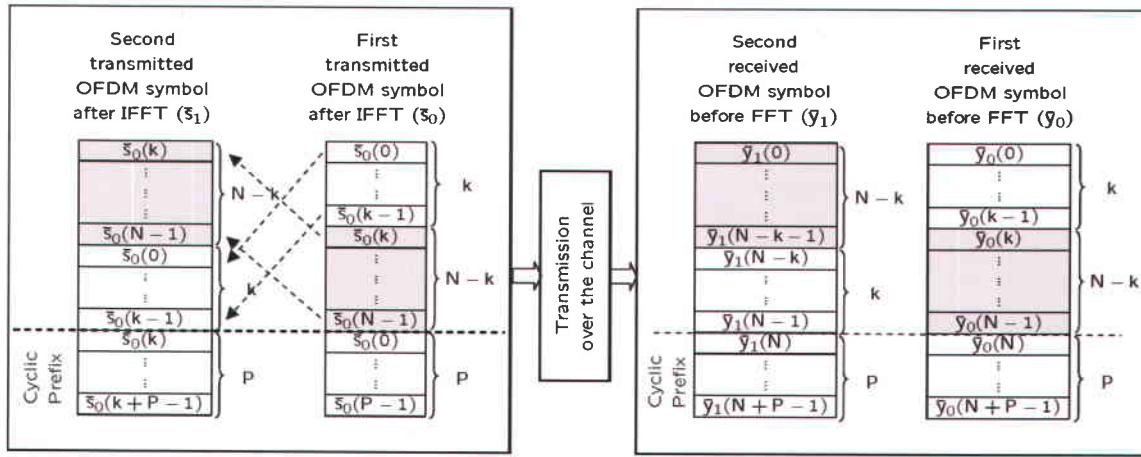 Second
transmitted
OFDM symbol
after IFFT (s̄₁)
First
transmitted
OFDM symbol
after IFFT (s̄₀)
s̄₀(k)
⋮
⋮
s̄₀(N − 1)
s̄₀(0)
⋮
⋮
s̄₀(k − 1)
s̄₀(k)
⋮
⋮
s̄₀(k + P − 1)
N − k
k
P
s̄₀(0)
⋮
⋮
s̄₀(k − 1)
s̄₀(k)
⋮
⋮
s̄₀(N − 1)
s̄₀(0)
⋮
⋮
s̄₀(P − 1)
k
N − k
P
Cyclic
Prefix
Transmission
over the channel
Second
received
OFDM symbol
before FFT (ȳ₁)
First
received
OFDM symbol
before FFT (ȳ₀)
ȳ₁(0)
⋮
⋮
ȳ₁(N − k − 1)
ȳ₁(N − k)
⋮
⋮
ȳ₁(N − 1)
ȳ₁(N)
⋮
⋮
ȳ₁(N + P − 1)
N − k
k
P
ȳ₀(0)
⋮
⋮
ȳ₀(k − 1)
ȳ₀(k)
⋮
⋮
ȳ₀(N − 1)
ȳ₀(N)
⋮
⋮
ȳ₀(N + P − 1)
k
N − k
P
Cyclic
Prefix